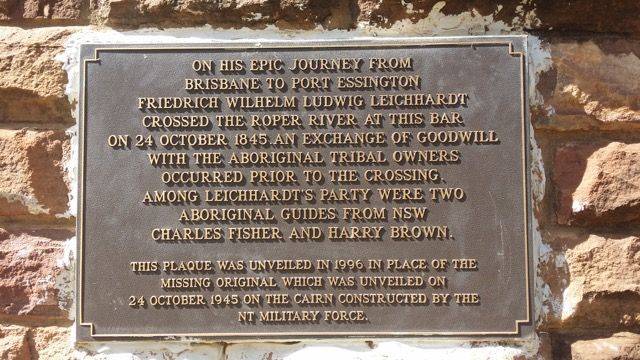 ON HIS EPIC JOURNEY FROM
BRISBANE TO PORT ESSINGTON
FRIEDRICH WILHELM LUDWIG LEICHHARDT
CROSSED THE ROPER RIVER AT THIS BAR
ON 24 OCTOBER 1845. AN EXCHANGE OF GOODWILL
WITH THE ABORIGINAL TRIBAL OWNERS
OCCURRED PRIOR TO THE CROSSING.
AMONG LEICHHARDT'S PARTY WERE TWO
ABORIGINAL GUIDES FROM NSW
CHARLES FISHER AND HARRY BROWN.
THIS PLAQUE WAS UNVEILED IN 1996 IN PLACE OF THE
MISSING ORIGINAL WHICH WAS UNVEILED ON
24 OCTOBER 1945 ON THE CAIRN CONSTRUCTED BY THE
NT MILITARY FORCE.